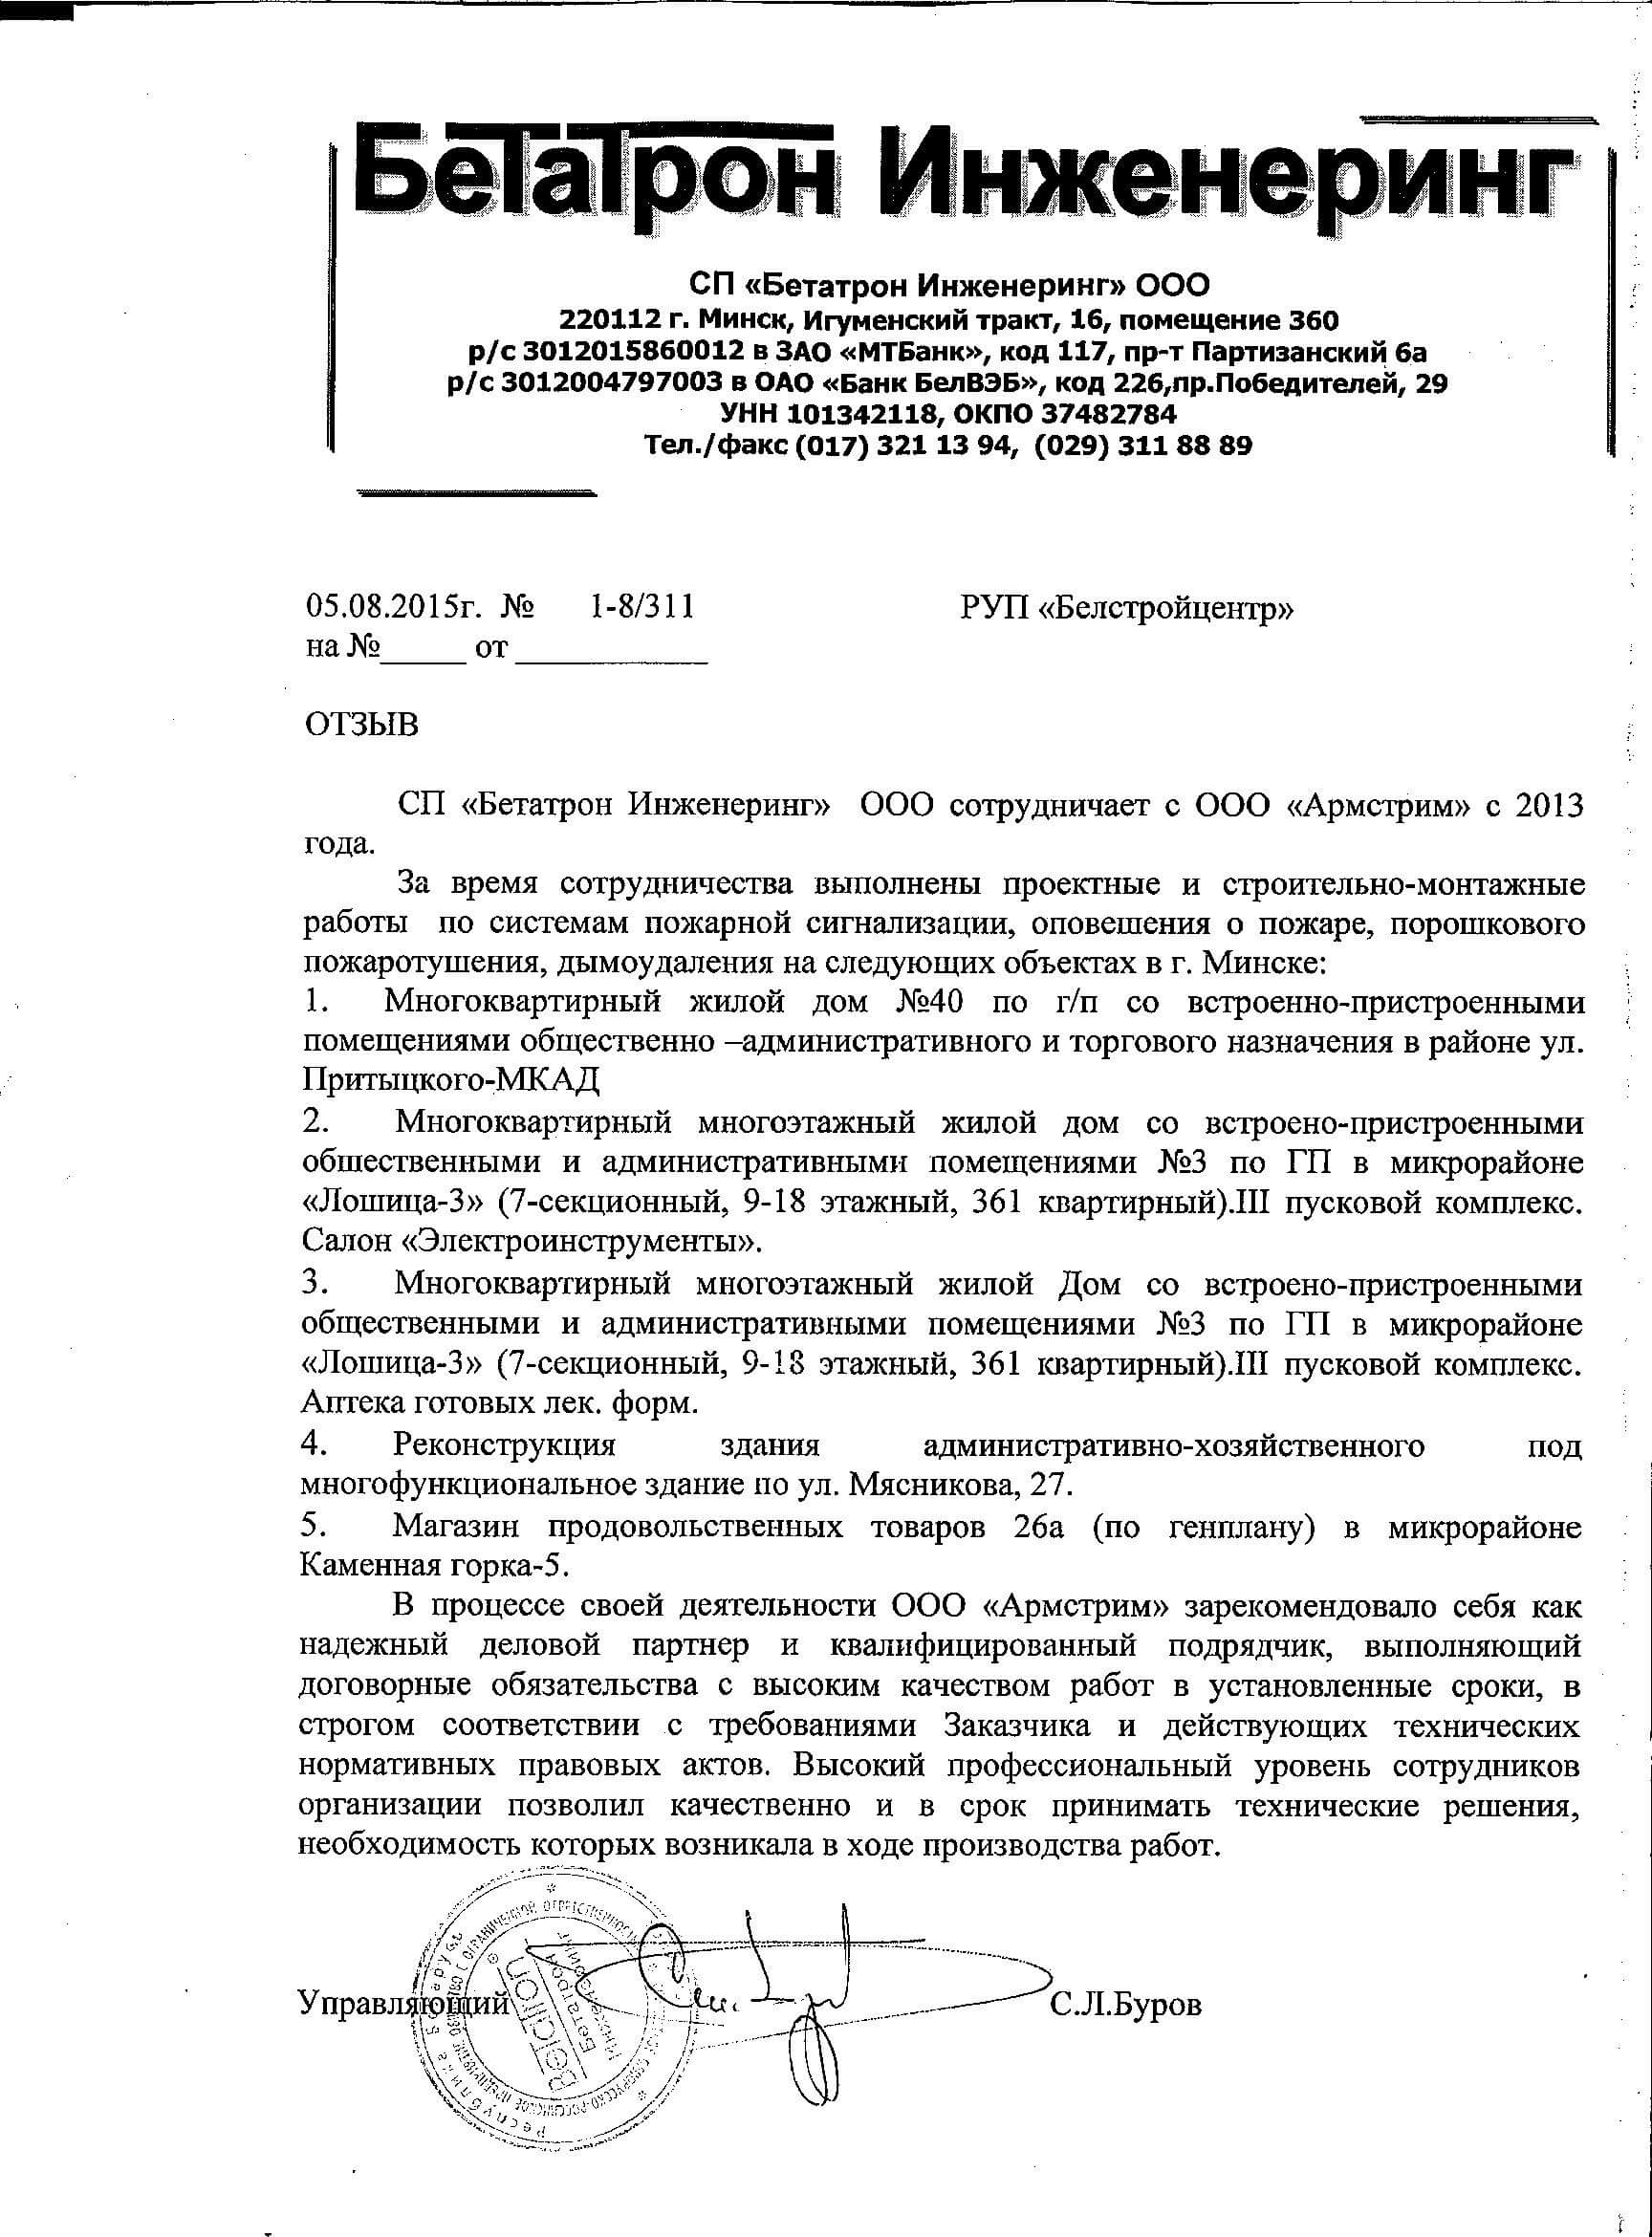 Бетатрон Инженеринг
СП «Бетатрон Инженеринг» ООО
220112 г. Минск, Игуменский тракт, 16, помещение 360
р/с 3012015860012 в ЗАО «МТБанк», код 117, пр-т Партизанский 6а
р/с 3012004797003 в ОАО «Банк БелВЭБ», код 226,пр.Победителей, 29
УНН 101342118, ОКПО 37482784
Тел./факс (017) 321 13 94, (029) 311 88 89
05.08.2015г. № 1-8/311 РУП «Белстройцентр»
на №_____ от ___________
ОТЗЫВ
СП «Бетатрон Инженеринг» ООО сотрудничает с ООО «Армстрим» с 2013
года.
За время сотрудничества выполнены проектные и строительно-монтажные
работы по системам пожарной сигнализации, оповешения о пожаре, порошкового
пожаротушения, дымоудаления на следующих объектах в г. Минске:
1. Многоквартирный жилой дом №40 по г/п со встроенно-пристроенными
помещениями общественно –административного и торгового назначения в районе ул.
Притыцкого-МКАД
2. Многоквартирный многоэтажный жилой дом со встроено-пристроенными
обшественными и административными помещениями №3 по ГП в микрорайоне
«Лошица-3» (7-секционный, 9-18 этажный, 361 квартирный).III пусковой комплекс.
Салон «Электроинструменты».
3. Многоквартирный многоэтажный жилой Дом со встроено-пристроенными
общественными и административными помещениями №3 по ГП в микрорайоне
«Лошица-3» (7-секционный, 9-18 этажный, 361 квартирный).III пусковой комплекс.
Аптека готовых лек. форм.
4. Реконструкция здания административно-хозяйственного под
многофункциональное здание по ул. Мясникова, 27.
5. Магазин продовольственных товаров 26а (по генплану) в микрорайоне
Каменная горка-5.
В процессе своей деятельности ООО «Армстрим» зарекомендовало себя как
надежный деловой партнер и квалифицированный подрядчик, выполняющий
договорные обязательства с высоким качеством работ в установленные сроки, в
строгом соответствии с требованиями Заказчика и действующих технических
нормативных правовых актов. Высокий профессиональный уровень сотрудников
организации позволил качественно и в срок принимать технические решения,
необходимость которых возникала в ходе производства работ.
Управляющий С.Л.Буров
Республика Беларусь
Бетатрон
Инженеринг